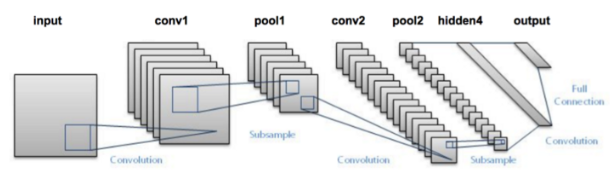 input conv1 pool1 conv2 pool2 hidden4 output
Full
Connection
Subsample
Convolution
Convolution Convolution Subsample